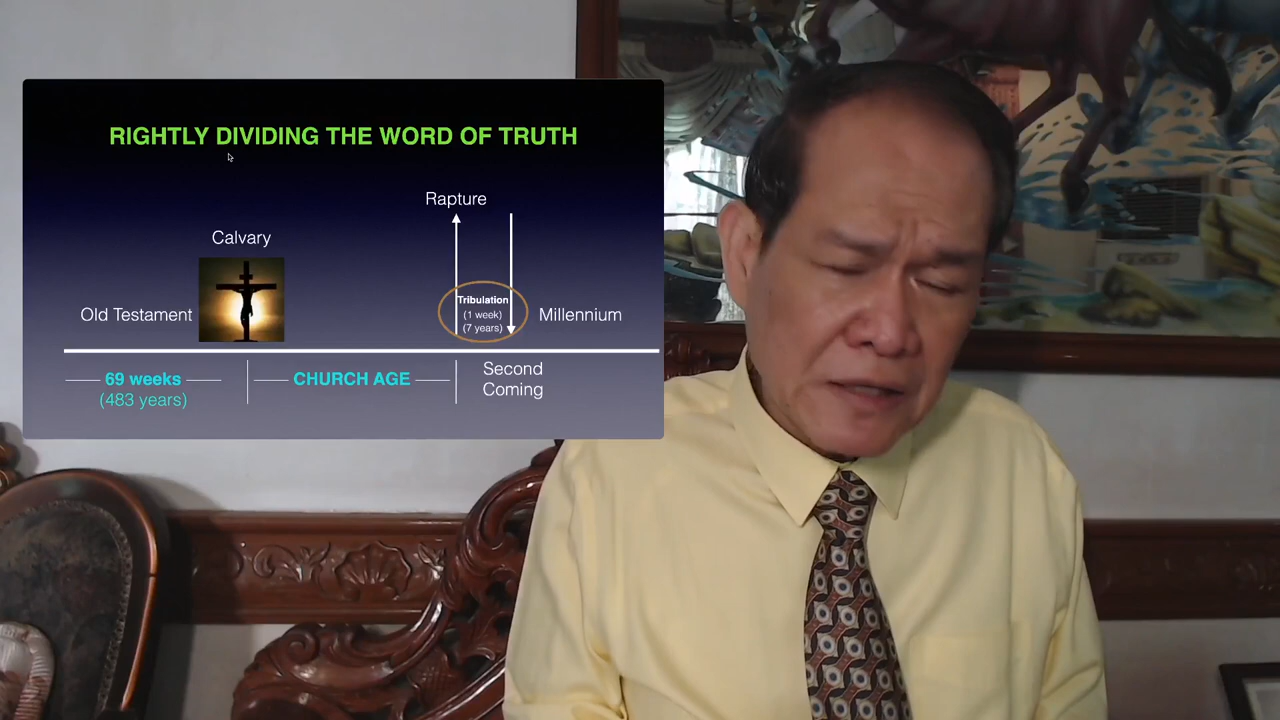 RIGHTLY DIVIDING THE WORD OF TRUTH
Rapture
Calvary
Old Testament
Tribulation
(1 week)
(7 years)
Millennium
69 weeks
(483 years)
CHURCH AGE
Second
Coming